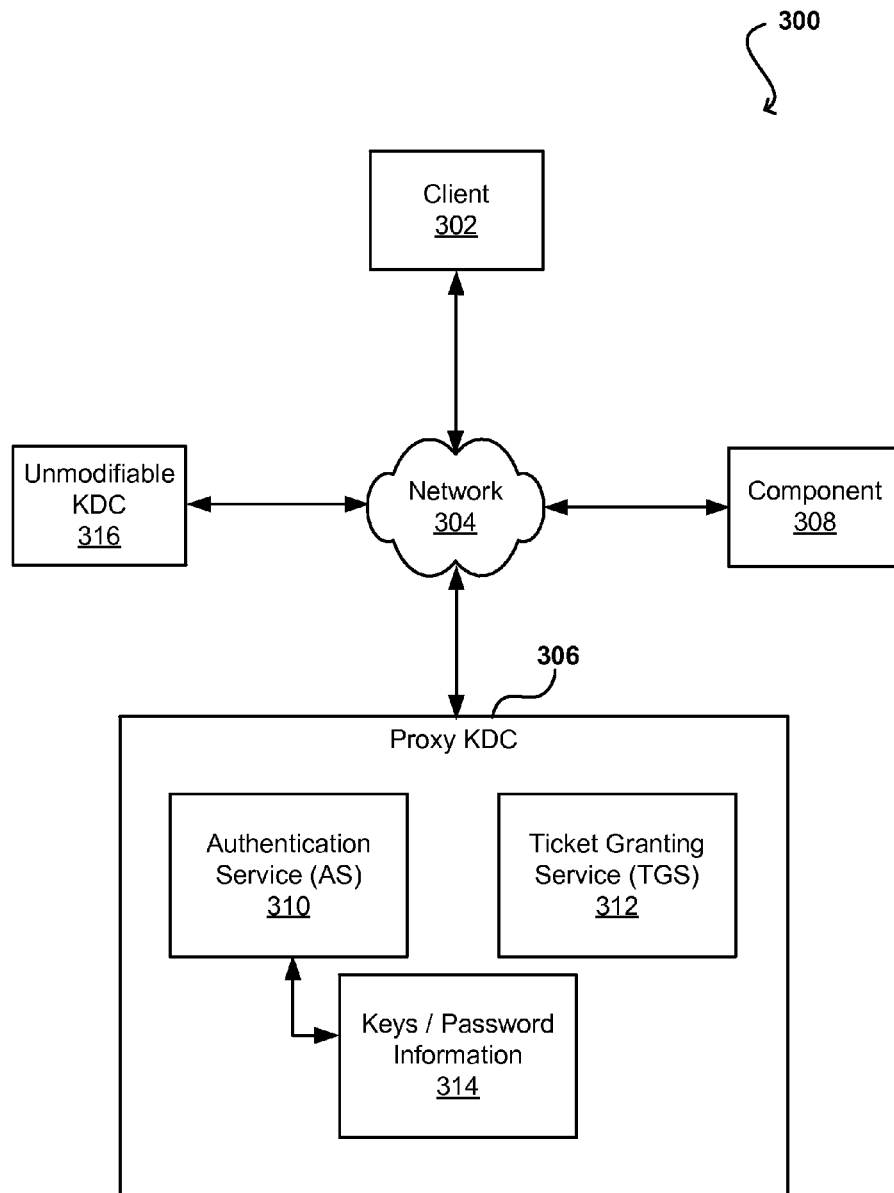 300
Client
302
Unmodifiable
KDC
316
Network
304
Component
308
306
Proxy KDC
Authentication
Service (AS)
310
Ticket Granting
Service (TGS)
312
Keys / Password
Information
314